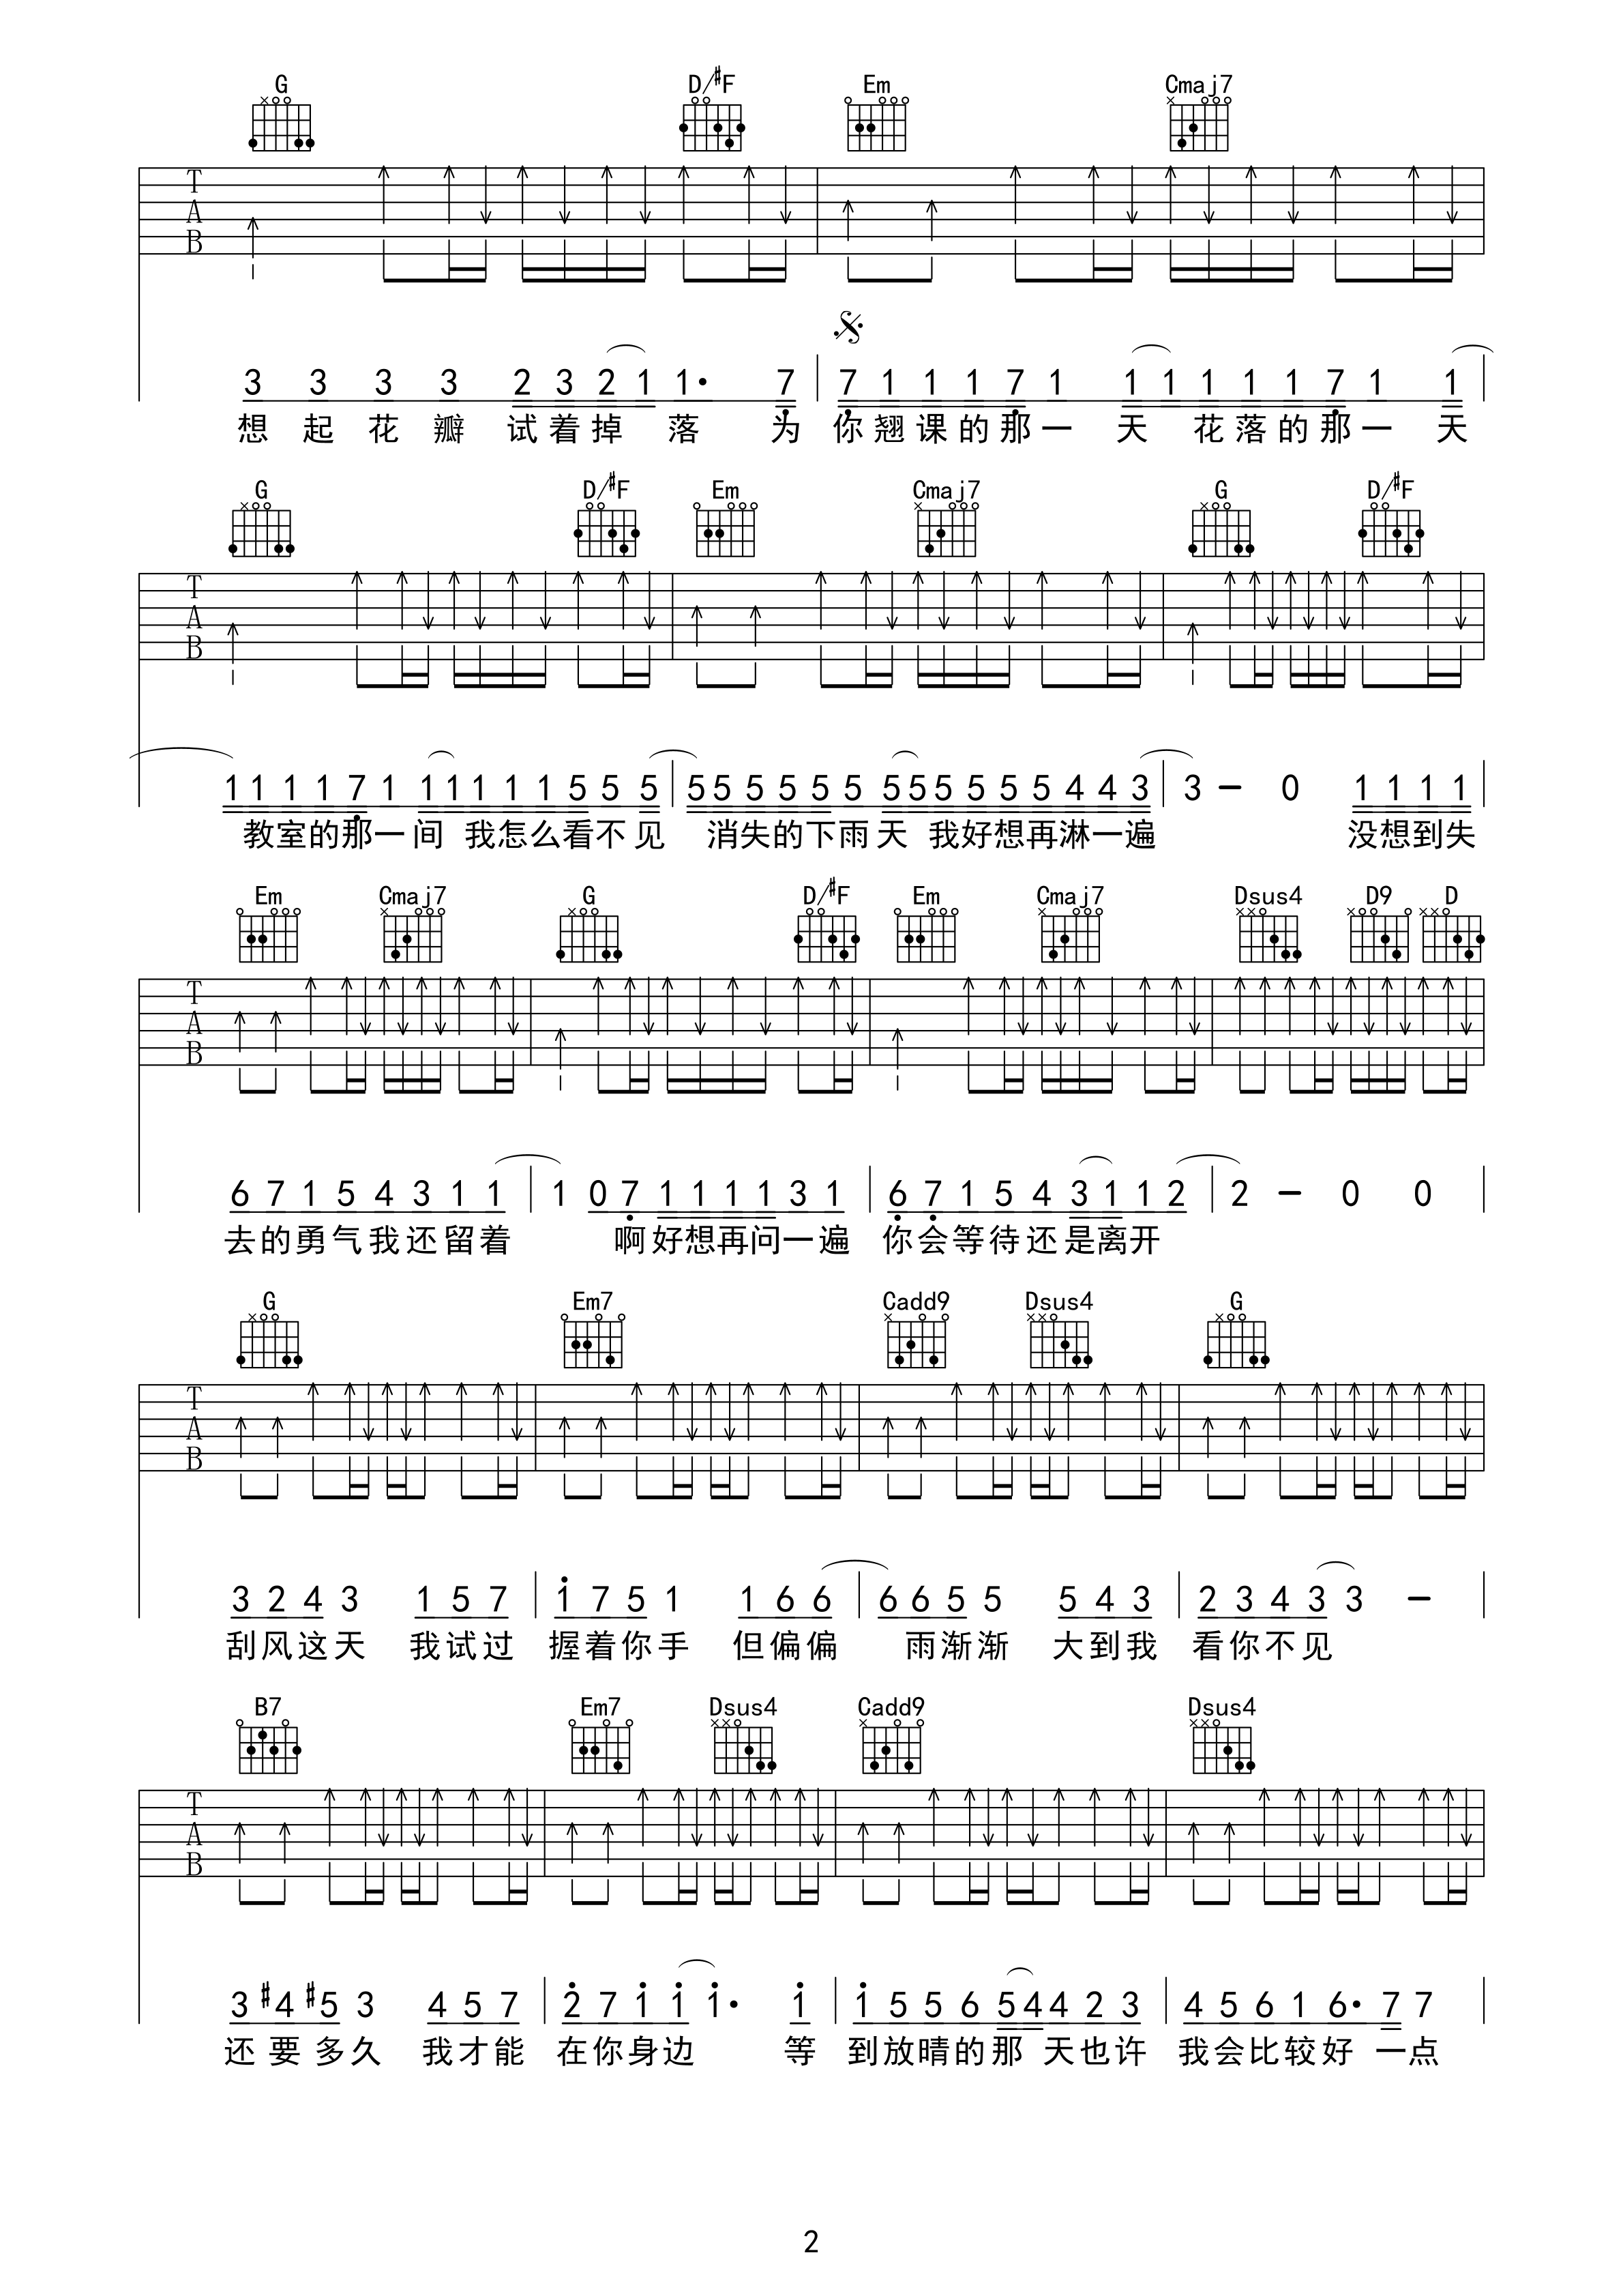 G D/#F Em Cmaj7
T
A
B
3 3 3 3 2 3 2 1 1• 7 7 1 1 1 7 1 1 1 1 1 1 7 1 1
想起花瓣试着掉落 为你翘课的那一天 花落的那一天
G D/#F Em Cmaj7 G D/#F
T
A
B
1 1 1 1 7 1 1 1 1 1 1 5 5 5 5 5 5 5 5 5 5 5 5 5 5 5 4 4 3 3 – 0 1 1 1 1
教室的那一间 我怎么看不见 消失的下雨天 我好想再淋一遍 没想到失
Em Cmaj7 G D/#F Em Cmaj7 Dsus4 D9 D
T
A
B
6 7 1 5 4 3 1 1 1 0 7 1 1 1 1 3 1 6 7 1 5 4 3 1 1 2 2 – 0 0
去的勇气我还留着 啊好想再问一遍 你会等待还是离开
G Em7 Cadd9 Dsus4 G
T
A
B
3 2 4 3 1 5 7 1 7 5 1 1 6 6 6 6 5 5 5 4 3 2 3 4 3 3 –
刮风这天 我试过 握着你手 但偏偏 雨渐渐 大到我 看你不见
B7 Em7 Dsus4 Cadd9 Dsus4
T
A
B
3 #4 #5 3 4 5 7 2 7 1 1 1• 1 1 5 5 6 5 4 4 2 3 4 5 6 1 6• 7 7
还要多久 我才能 在你身边 等 到放晴的那 天也许 我会比较好 一点
2